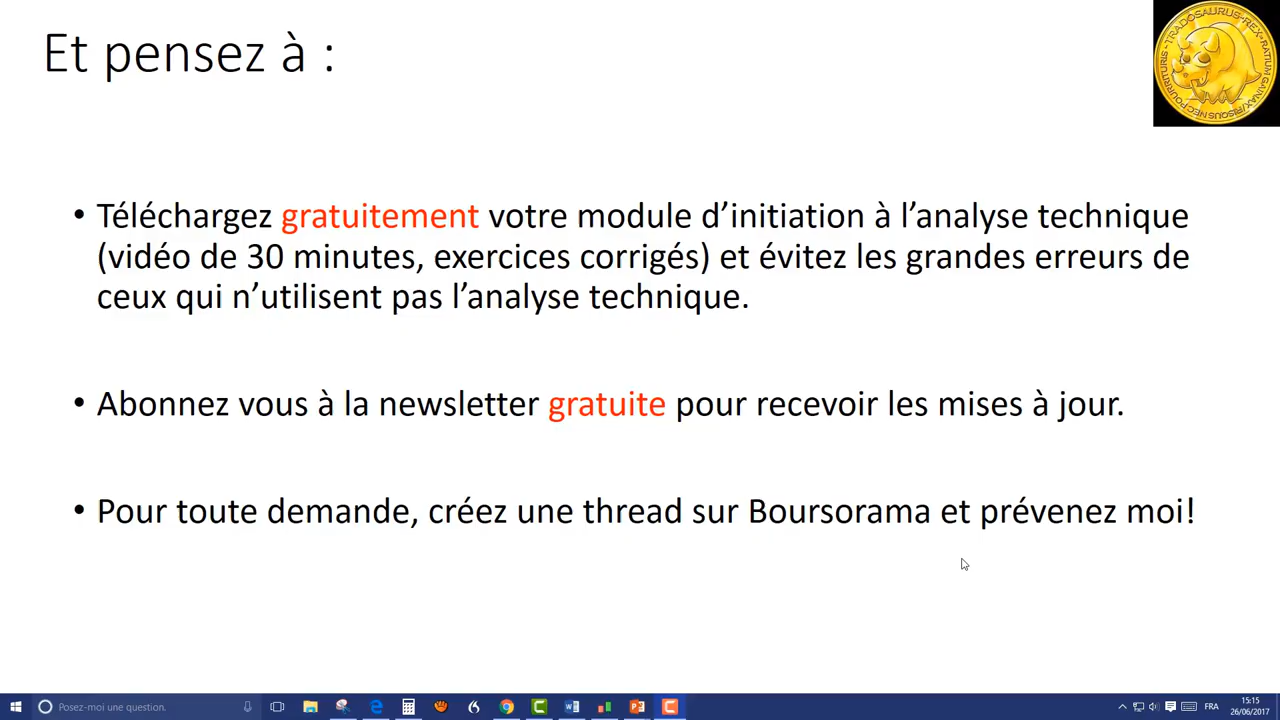 Et pensez à :
TRADOSAURUS-REX
• Téléchargez gratuitement votre module d’initiation à l’analyse technique
(vidéo de 30 minutes, exercices corrigés) et évitez les grandes erreurs de
ceux qui n’utilisent pas l’analyse technique.
• Abonnez vous à la newsletter gratuite pour recevoir les mises à jour.
• Pour toute demande, créez une thread sur Boursorama et prévenez moi!
Posez-moi une question.
FRA
15:15
26/06/2017